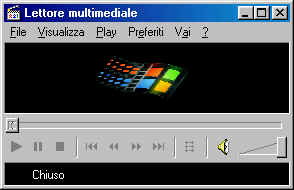 Lettore multimediale
File Visualizza Play Preferiti Vai ?
Chiuso